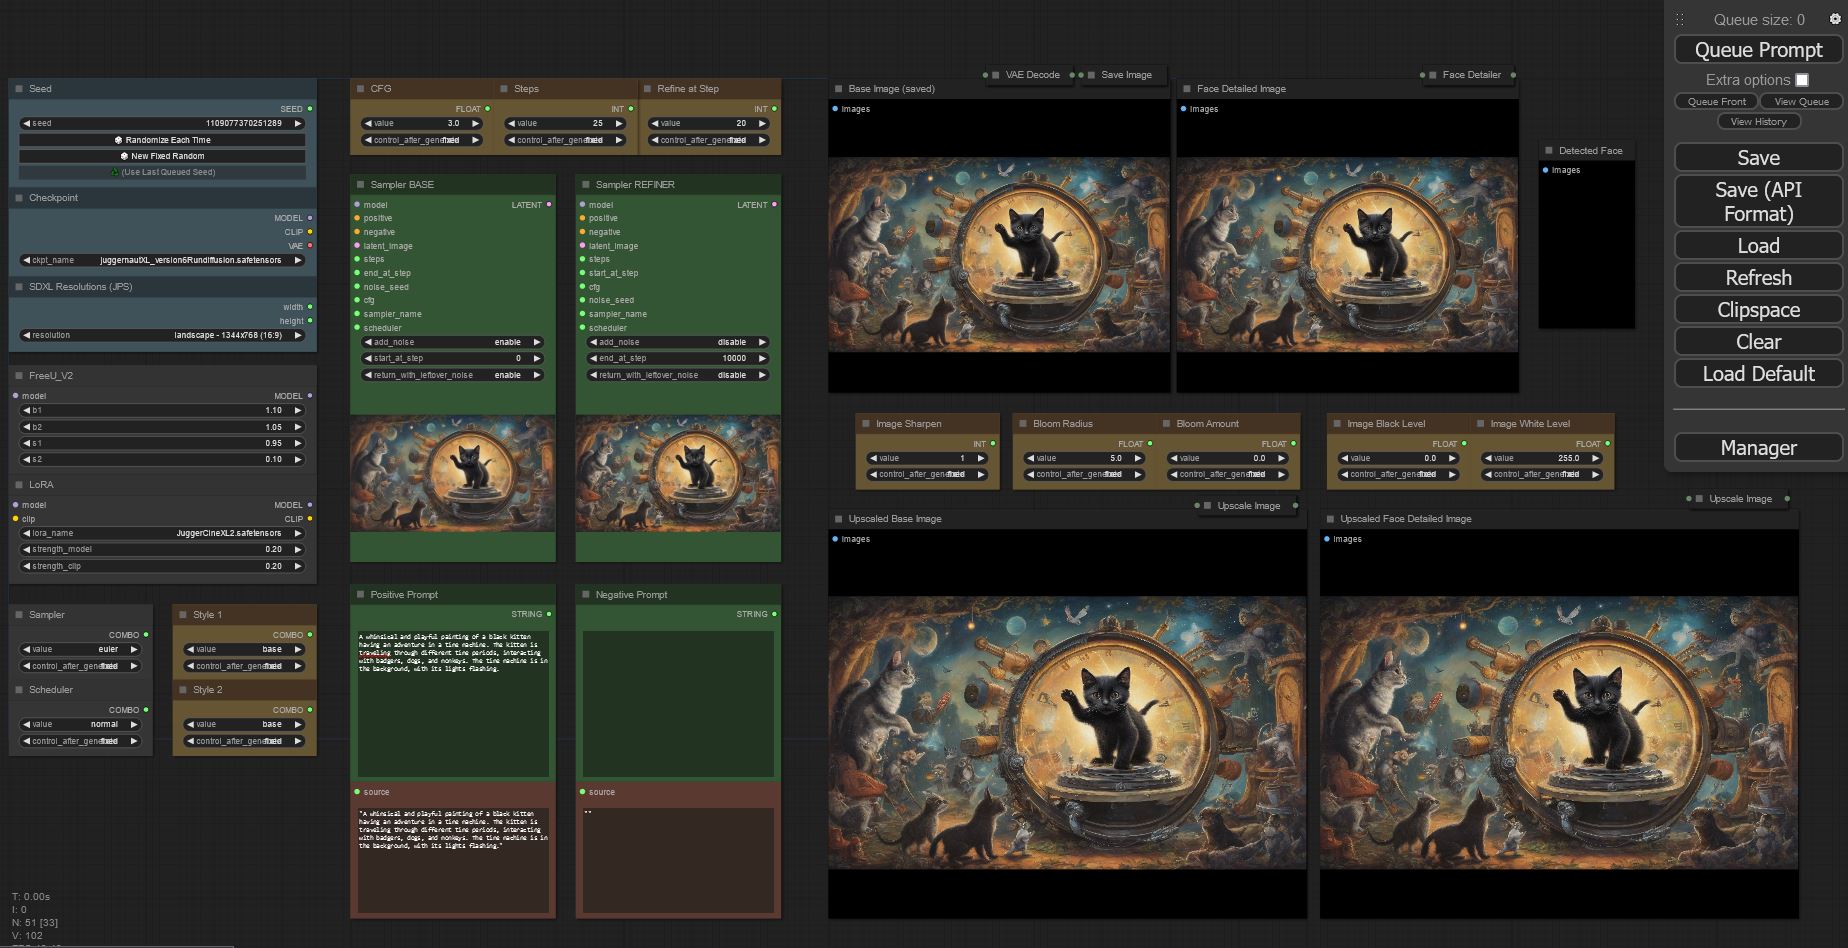 Seed
SEED
seed 1109077370251289
Randomize Each Time
New Fixed Random
(Use Last Queued Seed)
Checkpoint
MODEL
CLIP
VAE
ckpt_name juggernautXL_version6Rundiffusion.safetensors
SDXL Resolutions (JPS)
width
height
resolution landscape - 1344x768 (16:9)
FreeU_V2
model MODEL
b1 1.10
b2 1.05
s1 0.95
s2 0.10
LoRA
model MODEL
clip CLIP
lora_name JuggerCineXL2.safetensors
strength_model 0.20
strength_clip 0.20
Sampler
COMBO
value euler
control_after_generate fixed
Scheduler
COMBO
value normal
control_after_generate fixed
Style 1
COMBO
value base
control_after_generate fixed
Style 2
COMBO
value base
control_after_generate fixed
T: 0.00s
I: 0
N: 51 [33]
V: 102
CFG
FLOAT
value 3.0
control_after_generate fixed
Steps
INT
value 25
control_after_generate fixed
Refine at Step
INT
value 20
control_after_generate fixed
Sampler BASE
model LATENT
positive
negative
latent_image
steps
end_at_step
noise_seed
cfg
sampler_name
scheduler
add_noise enable
start_at_step 0
return_with_leftover_noise enable
Sampler REFINER
model LATENT
positive
negative
latent_image
steps
start_at_step
cfg
noise_seed
sampler_name
scheduler
add_noise disable
end_at_step 10000
return_with_leftover_noise disable
Positive Prompt
STRING
A whimsical and playful painting of a black kitten
having an adventure in a time machine. The kitten is
traveling through different time periods, interacting
with badgers, dogs, and monkeys. The time machine is in
the background, with its lights flashing.
source
"A whimsical and playful painting of a black kitten
having an adventure in a time machine. The kitten is
traveling through different time periods, interacting
with badgers, dogs, and monkeys. The time machine is in
the background, with its lights flashing."
Negative Prompt
STRING
source
""
VAE Decode
Save Image
Face Detailer
Base Image (saved)
images
Face Detailed Image
images
Detected Face
images
Image Sharpen
INT
value 1
control_after_generate fixed
Bloom Radius
FLOAT
value 5.0
control_after_generate fixed
Bloom Amount
FLOAT
value 0.0
control_after_generate fixed
Image Black Level
FLOAT
value 0.0
control_after_generate fixed
Image White Level
FLOAT
value 255.0
control_after_generate fixed
Upscale Image
Upscale Image
Upscaled Base Image
images
Upscaled Face Detailed Image
images
Queue size: 0
Queue Prompt
Extra options
Queue Front
View Queue
View History
Save
Save (API
Format)
Load
Refresh
Clipspace
Clear
Load Default
Manager